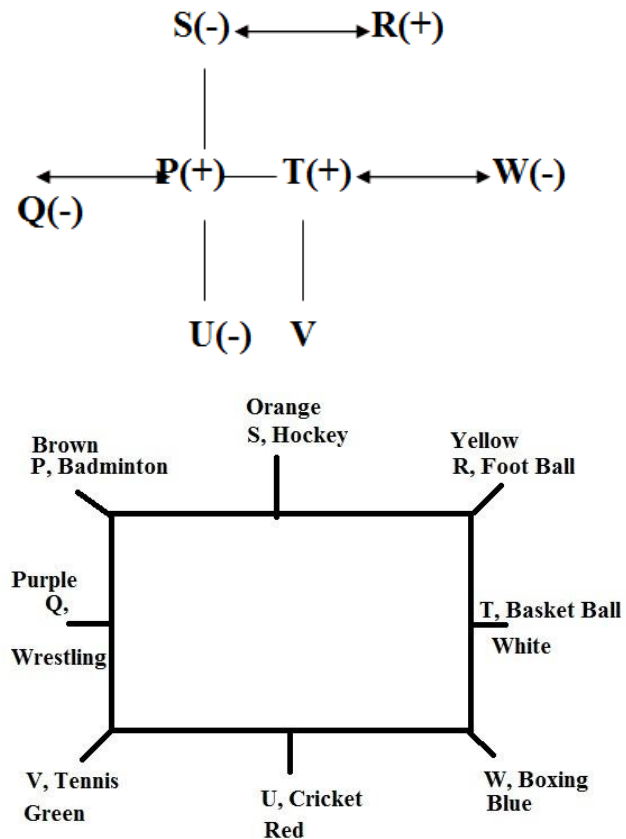 S(-) R(+)
P(+) T(+) W(-)
Q(-)
U(-) V
Orange
S, Hockey
Brown
P, Badminton
Yellow
R, Foot Ball
Purple
Q,
Wrestling
T, Basket Ball
White
V, Tennis
Green
U, Cricket
Red
W, Boxing
Blue